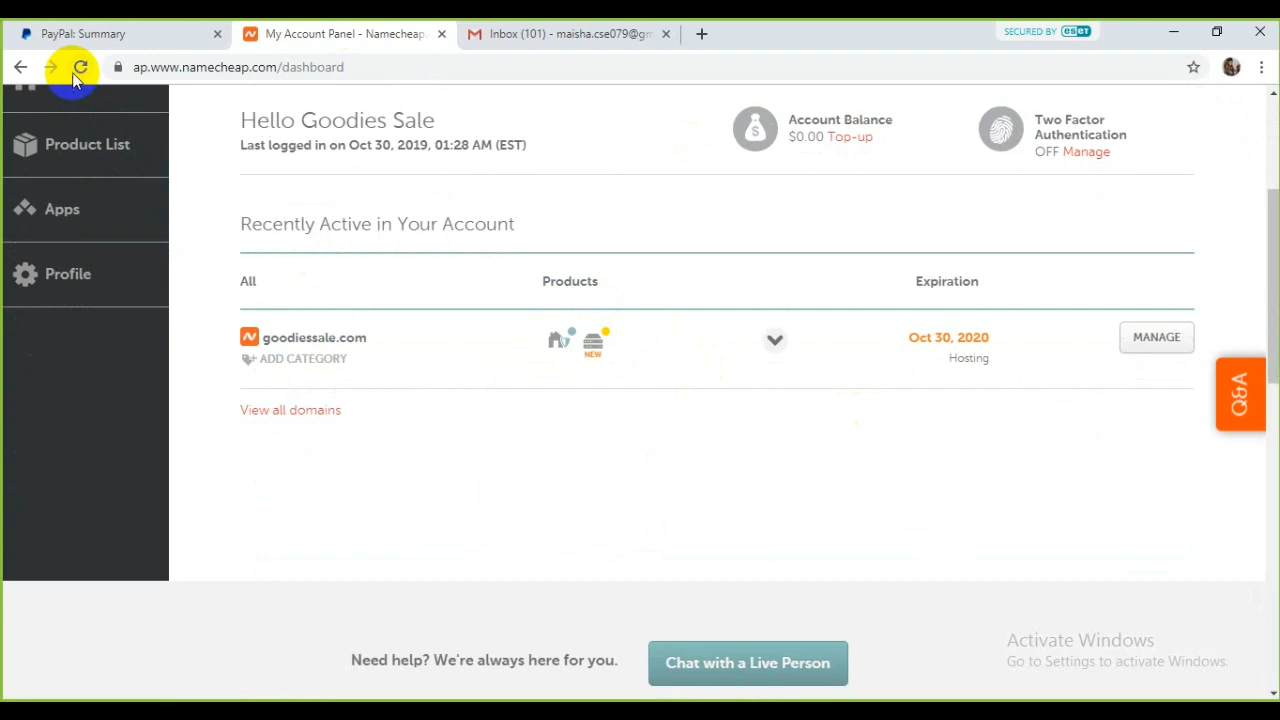 PayPal: Summary
My Account Panel - Namecheap.
Inbox (101) - maisha.cse079@gm
SECURED BY eset
ap.www.namecheap.com/dashboard
Hello Goodies Sale
Last logged in on Oct 30, 2019, 01:28 AM (EST)
Account Balance
$0.00 Top-up
Two Factor
Authentication
OFF Manage
Product List
Apps
Profile
Recently Active in Your Account
All
Products
Expiration
goodiessale.com
ADD CATEGORY
NEW
Oct 30, 2020
Hosting
MANAGE
View all domains
Q&A
Need help? We're always here for you.
Chat with a Live Person
Activate Windows
Go to Settings to activate Windows.